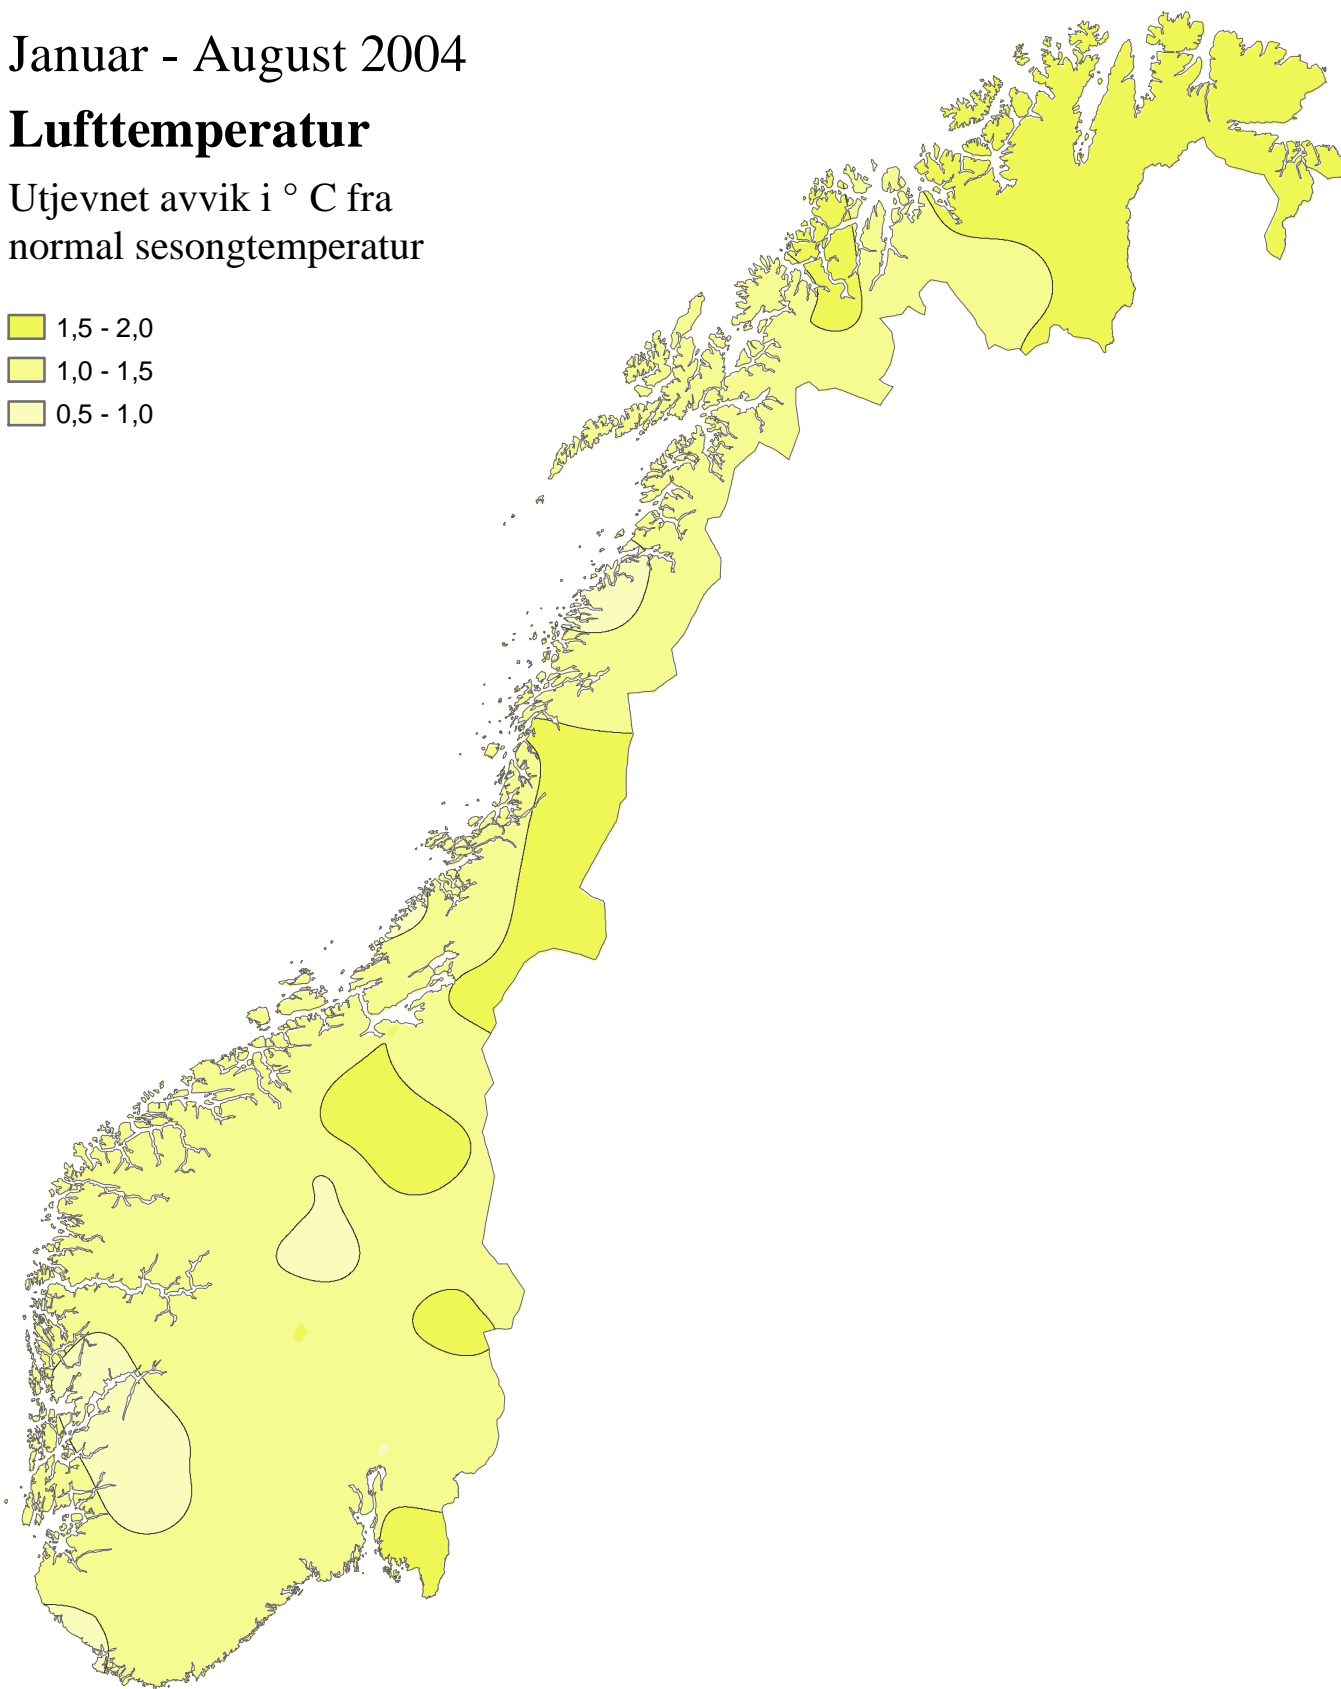 Januar - August 2004
Lufttemperatur
Utjevnet avvik i ° C fra
normal sesongtemperatur
1,5 - 2,0
1,0 - 1,5
0,5 - 1,0